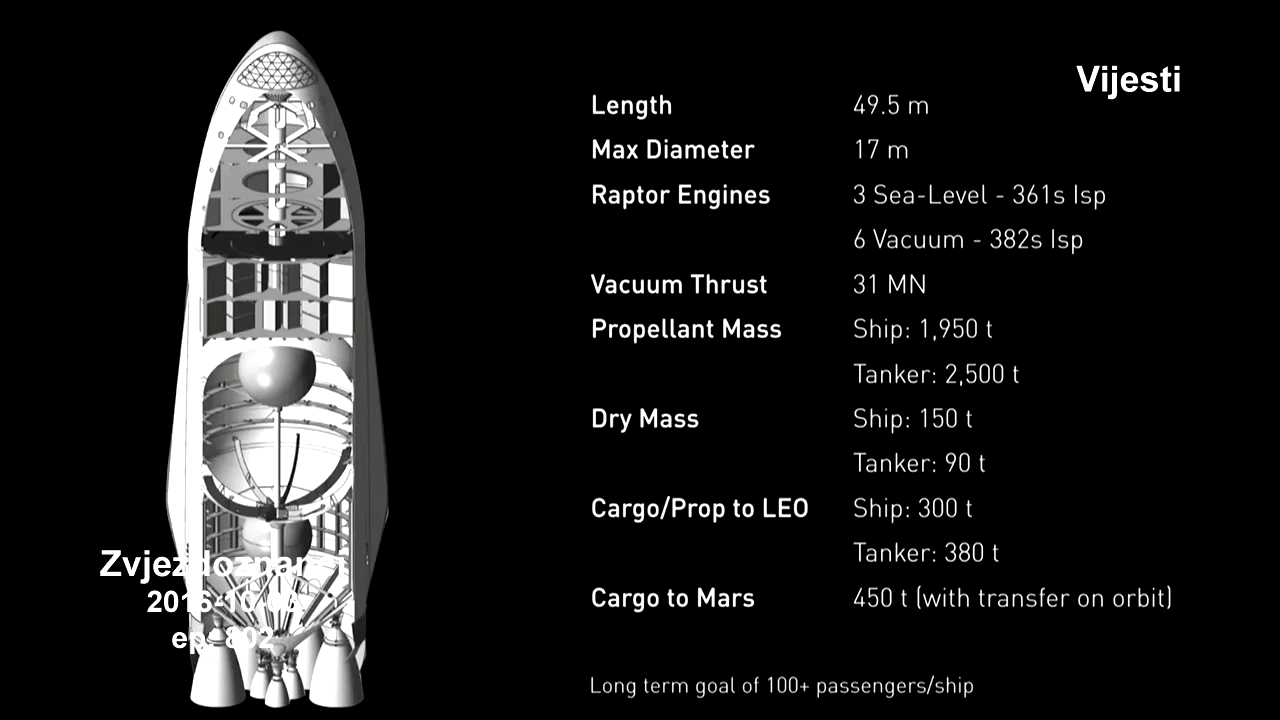 Vijesti
Length 49.5 m
Max Diameter 17 m
Raptor Engines 3 Sea-Level - 361s Isp
6 Vacuum - 382s Isp
Vacuum Thrust 31 MN
Propellant Mass Ship: 1,950 t
Tanker: 2,500 t
Dry Mass Ship: 150 t
Tanker: 90 t
Cargo/Prop to LEO Ship: 300 t
Tanker: 380 t
Cargo to Mars 450 t (with transfer on orbit)
Long term goal of 100+ passengers/ship
ep. 802